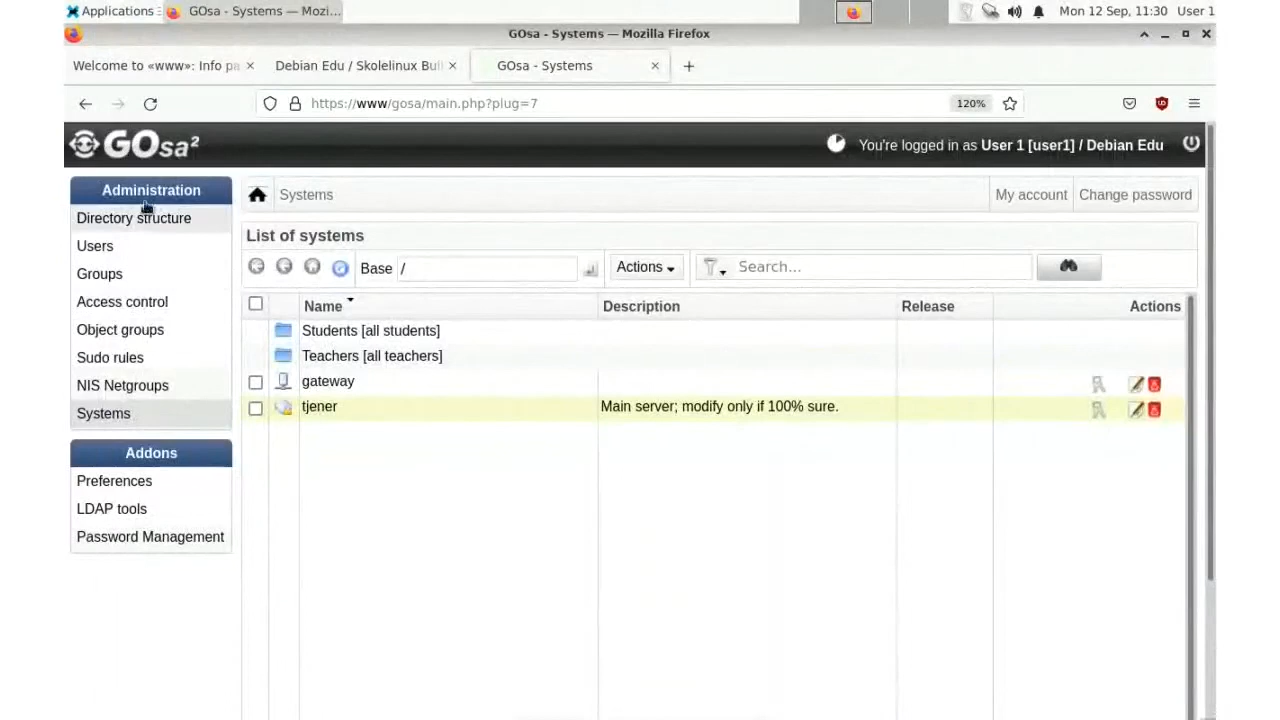 Applications GOsa - Systems — Mozi... Mon 12 Sep, 11:30 User 1
GOsa - Systems — Mozilla Firefox
Welcome to «www»: Info pa Debian Edu / Skolelinux Bul GOsa - Systems
https://www/gosa/main.php?plug=7 120%
GOsa² You're logged in as User 1 [user1] / Debian Edu
Administration
Directory structure
Users
Groups
Access control
Object groups
Sudo rules
NIS Netgroups
Systems
Addons
Preferences
LDAP tools
Password Management
Systems My account Change password
List of systems
Base / Actions Search...
Name Description Release Actions
Students [all students]
Teachers [all teachers]
gateway
tjener Main server; modify only if 100% sure.